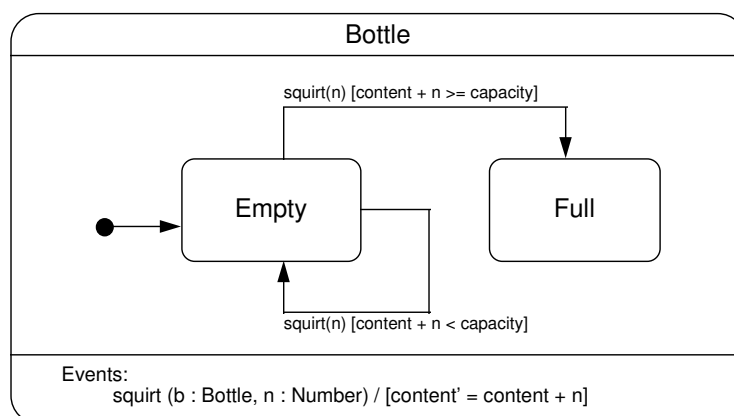 Bottle
squirt(n) [content + n >= capacity]
Empty
Full
squirt(n) [content + n < capacity]
Events:
squirt (b : Bottle, n : Number) / [content' = content + n]